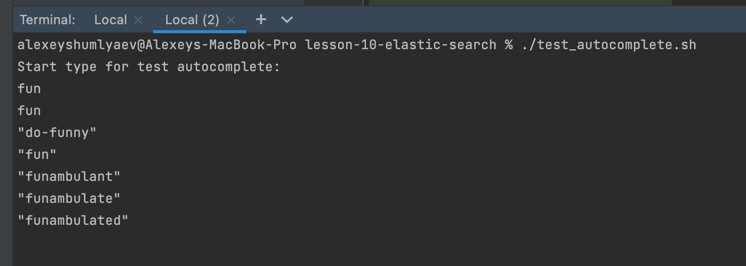 Terminal: Local × Local (2) × +
alexeyshumlyaev@Alexeys-MacBook-Pro lesson-10-elastic-search % ./test_autocomplete.sh
Start type for test autocomplete:
fun
fun
"do-funny"
"fun"
"funambulant"
"funambulate"
"funambulated"